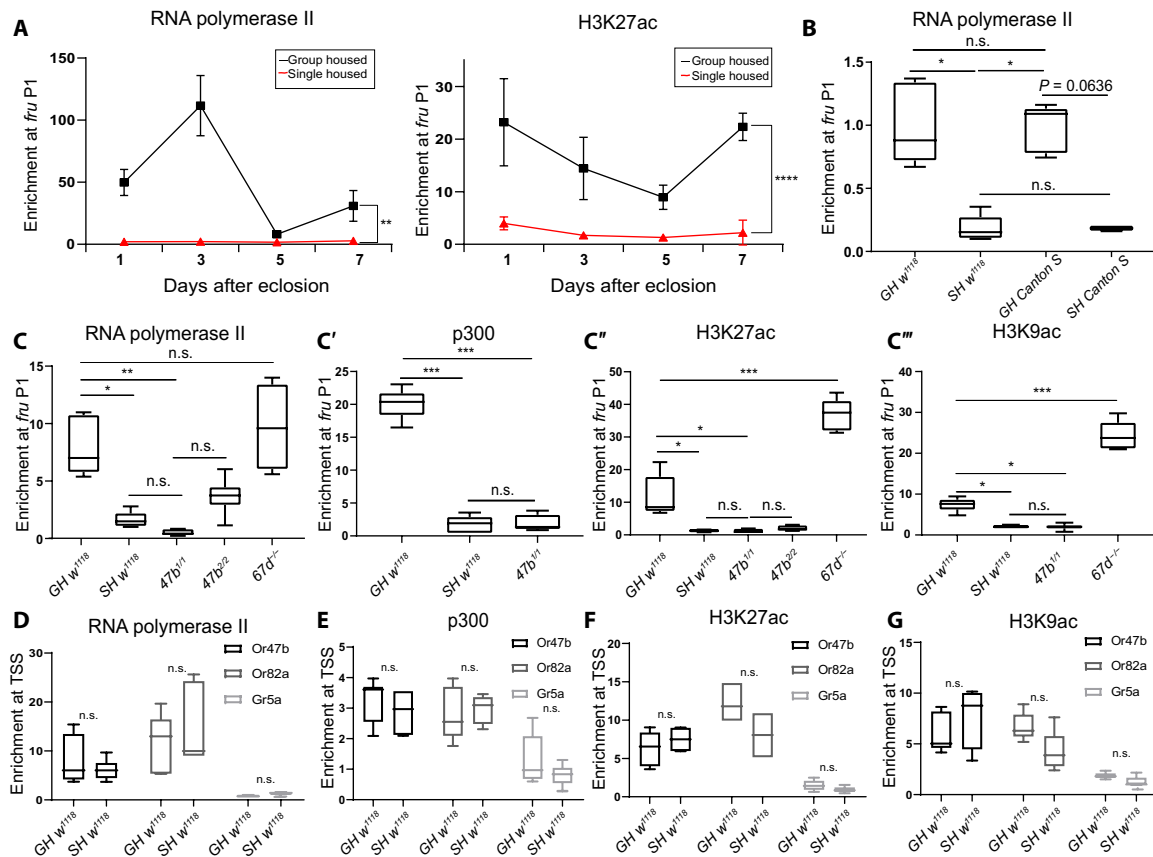 A
RNA polymerase II
Enrichment at fru P1
150
100
50
0
Group housed
Single housed
**
1 3 5 7
Days after eclosion
H3K27ac
Enrichment at fru P1
30
20
10
0
Group housed
Single housed
****
1 3 5 7
Days after eclosion
B
RNA polymerase II
Enrichment at fru P1
1.5
1.0
0.5
0.0
n.s.
* *
P = 0.0636
n.s.
GH w1118
SH w1118
GH Canton S
SH Canton S
C
RNA polymerase II
Enrichment at fru P1
15
10
5
0
n.s.
**
*
n.s.
n.s.
GH w1118
SH w1118
47b1/1
47b2/2
67d−/−
C'
p300
Enrichment at fru P1
25
20
15
10
5
0
***
***
n.s.
GH w1118
SH w1118
47b1/1
C"
H3K27ac
Enrichment at fru P1
50
40
30
20
10
0
***
*
*
n.s. n.s.
GH w1118
SH w1118
47b1/1
47b2/2
67d−/−
C'"
H3K9ac
Enrichment at fru P1
40
30
20
10
0
***
*
*
n.s.
GH w1118
SH w1118
47b1/1
67d−/−
D
RNA polymerase II
Enrichment at TSS
30
20
10
0
Or47b
Or82a
Gr5a
n.s.
n.s.
n.s.
GH w1118
SH w1118
GH w1118
SH w1118
GH w1118
SH w1118
E
p300
Enrichment at TSS
5
4
3
2
1
0
Or47b
Or82a
Gr5a
n.s.
n.s.
n.s.
GH w1118
SH w1118
GH w1118
SH w1118
GH w1118
SH w1118
F
H3K27ac
Enrichment at TSS
20
15
10
5
0
Or47b
Or82a
Gr5a
n.s.
n.s.
n.s.
GH w1118
SH w1118
GH w1118
SH w1118
GH w1118
SH w1118
G
H3K9ac
Enrichment at TSS
15
10
5
0
Or47b
Or82a
Gr5a
n.s.
n.s.
n.s.
GH w1118
SH w1118
GH w1118
SH w1118
GH w1118
SH w1118